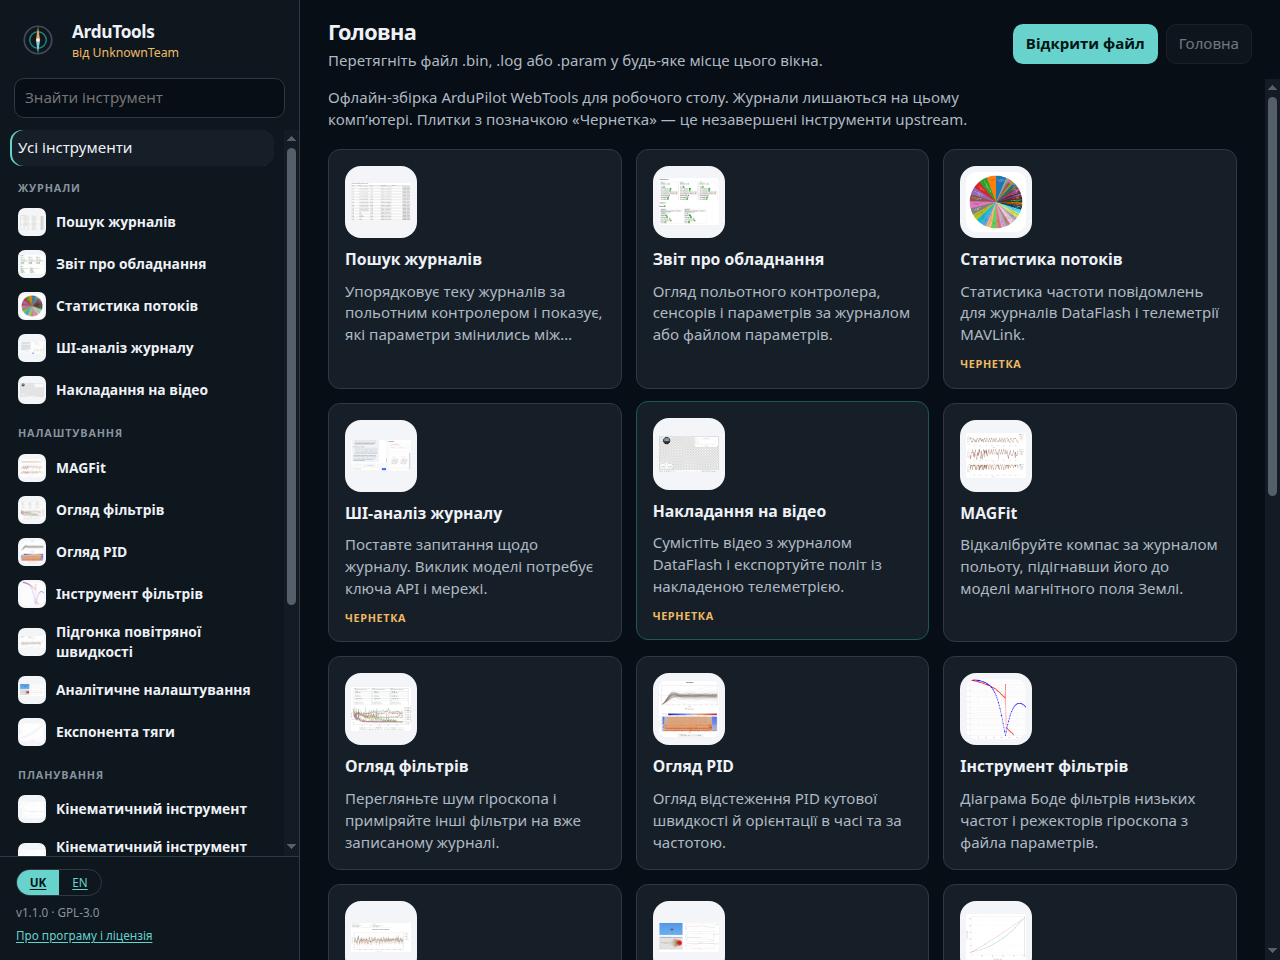 ArduTools
від UnknownTeam
Знайти інструмент
Усі інструменти
ЖУРНАЛИ
Пошук журналів
Звіт про обладнання
Статистика потоків
ШІ-аналіз журналу
Накладання на відео
НАЛАШТУВАННЯ
MAGFit
Огляд фільтрів
Огляд PID
Інструмент фільтрів
Підгонка повітряної
швидкості
Аналітичне налаштування
Експонента тяги
ПЛАНУВАННЯ
Кінематичний інструмент
Кінематичний інструмент
UK
EN
v1.1.0 · GPL-3.0
Про програму і ліцензія
Головна
Перетягніть файл .bin, .log або .param у будь-яке місце цього вікна.
Відкрити файл
Головна
Офлайн-збірка ArduPilot WebTools для робочого столу. Журнали лишаються на цьому
комп’ютері. Плитки з позначкою «Чернетка» — це незавершені інструменти upstream.
Пошук журналів
Упорядковує теку журналів за
польотним контролером і показує,
які параметри змінились між…
Звіт про обладнання
Огляд польотного контролера,
сенсорів і параметрів за журналом
або файлом параметрів.
Статистика потоків
Статистика частоти повідомлень
для журналів DataFlash і телеметрії
MAVLink.
ЧЕРНЕТКА
ШІ-аналіз журналу
Поставте запитання щодо
журналу. Виклик моделі потребує
ключа API і мережі.
ЧЕРНЕТКА
Накладання на відео
Сумістіть відео з журналом
DataFlash і експортуйте політ із
накладеною телеметрією.
ЧЕРНЕТКА
MAGFit
Відкалібруйте компас за журналом
польоту, підігнавши його до
моделі магнітного поля Землі.
Огляд фільтрів
Перегляньте шум гіроскопа і
приміряйте інші фільтри на вже
записаному журналі.
Огляд PID
Огляд відстеження PID кутової
швидкості й орієнтації в часі та за
частотою.
Інструмент фільтрів
Діаграма Боде фільтрів низьких
частот і режекторів гіроскопа з
файла параметрів.